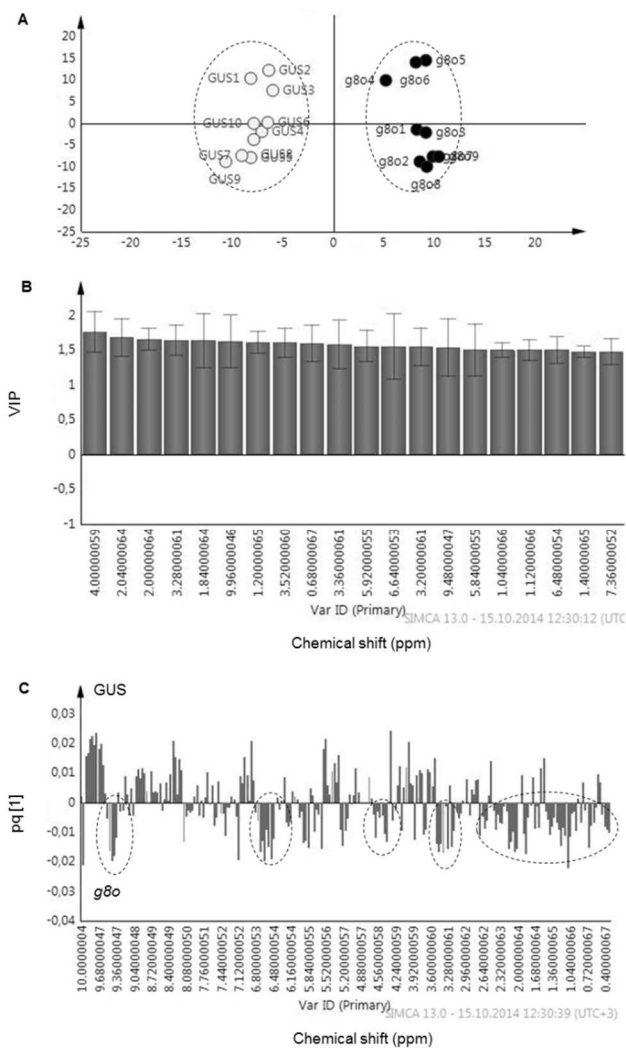 A
25
20
15
10
5
0
-5
-10
-15
-20
-25
-25 -20 -15 -10 -5 0 5 10 15 20
GUS1
GUS2
GUS3
GUS10
GUS6
GUS4
GUS7
GUS9
g8o4
g8o6
g8o5
g8o1
g8o3
g8o2
g8o8
B
VIP
2
1,5
1
0,5
0
-0,5
-1
4.00000059
2.04000064
2.00000064
3.28000061
1.84000064
9.96000046
1.20000065
3.52000060
0.68000067
3.36000061
5.92000055
6.64000053
3.20000061
9.48000047
5.84000055
1.04000066
1.12000066
6.48000054
1.40000065
7.36000052
Var ID (Primary)
SIMCA 13.0 - 15.10.2014 12:30:12 (UTC
Chemical shift (ppm)
C
GUS
pq[1]
0,03
0,02
0,01
0
-0,01
-0,02
-0,03
-0,04
g8o
10.0000004
9.68000047
9.36000047
9.04000048
8.72000049
8.40000049
8.08000050
7.76000051
7.44000052
7.12000052
6.80000053
6.48000054
6.16000054
5.84000055
5.52000056
5.20000057
4.88000057
4.56000058
4.24000059
3.92000059
3.60000060
3.28000061
2.96000061
2.64000062
2.32000063
2.00000064
1.68000064
1.36000065
1.04000066
0.72000067
0.40000067
Var ID (Primary)
SIMCA 13.0 - 15.10.2014 12:30:39 (UTC+3)
Chemical shift (ppm)